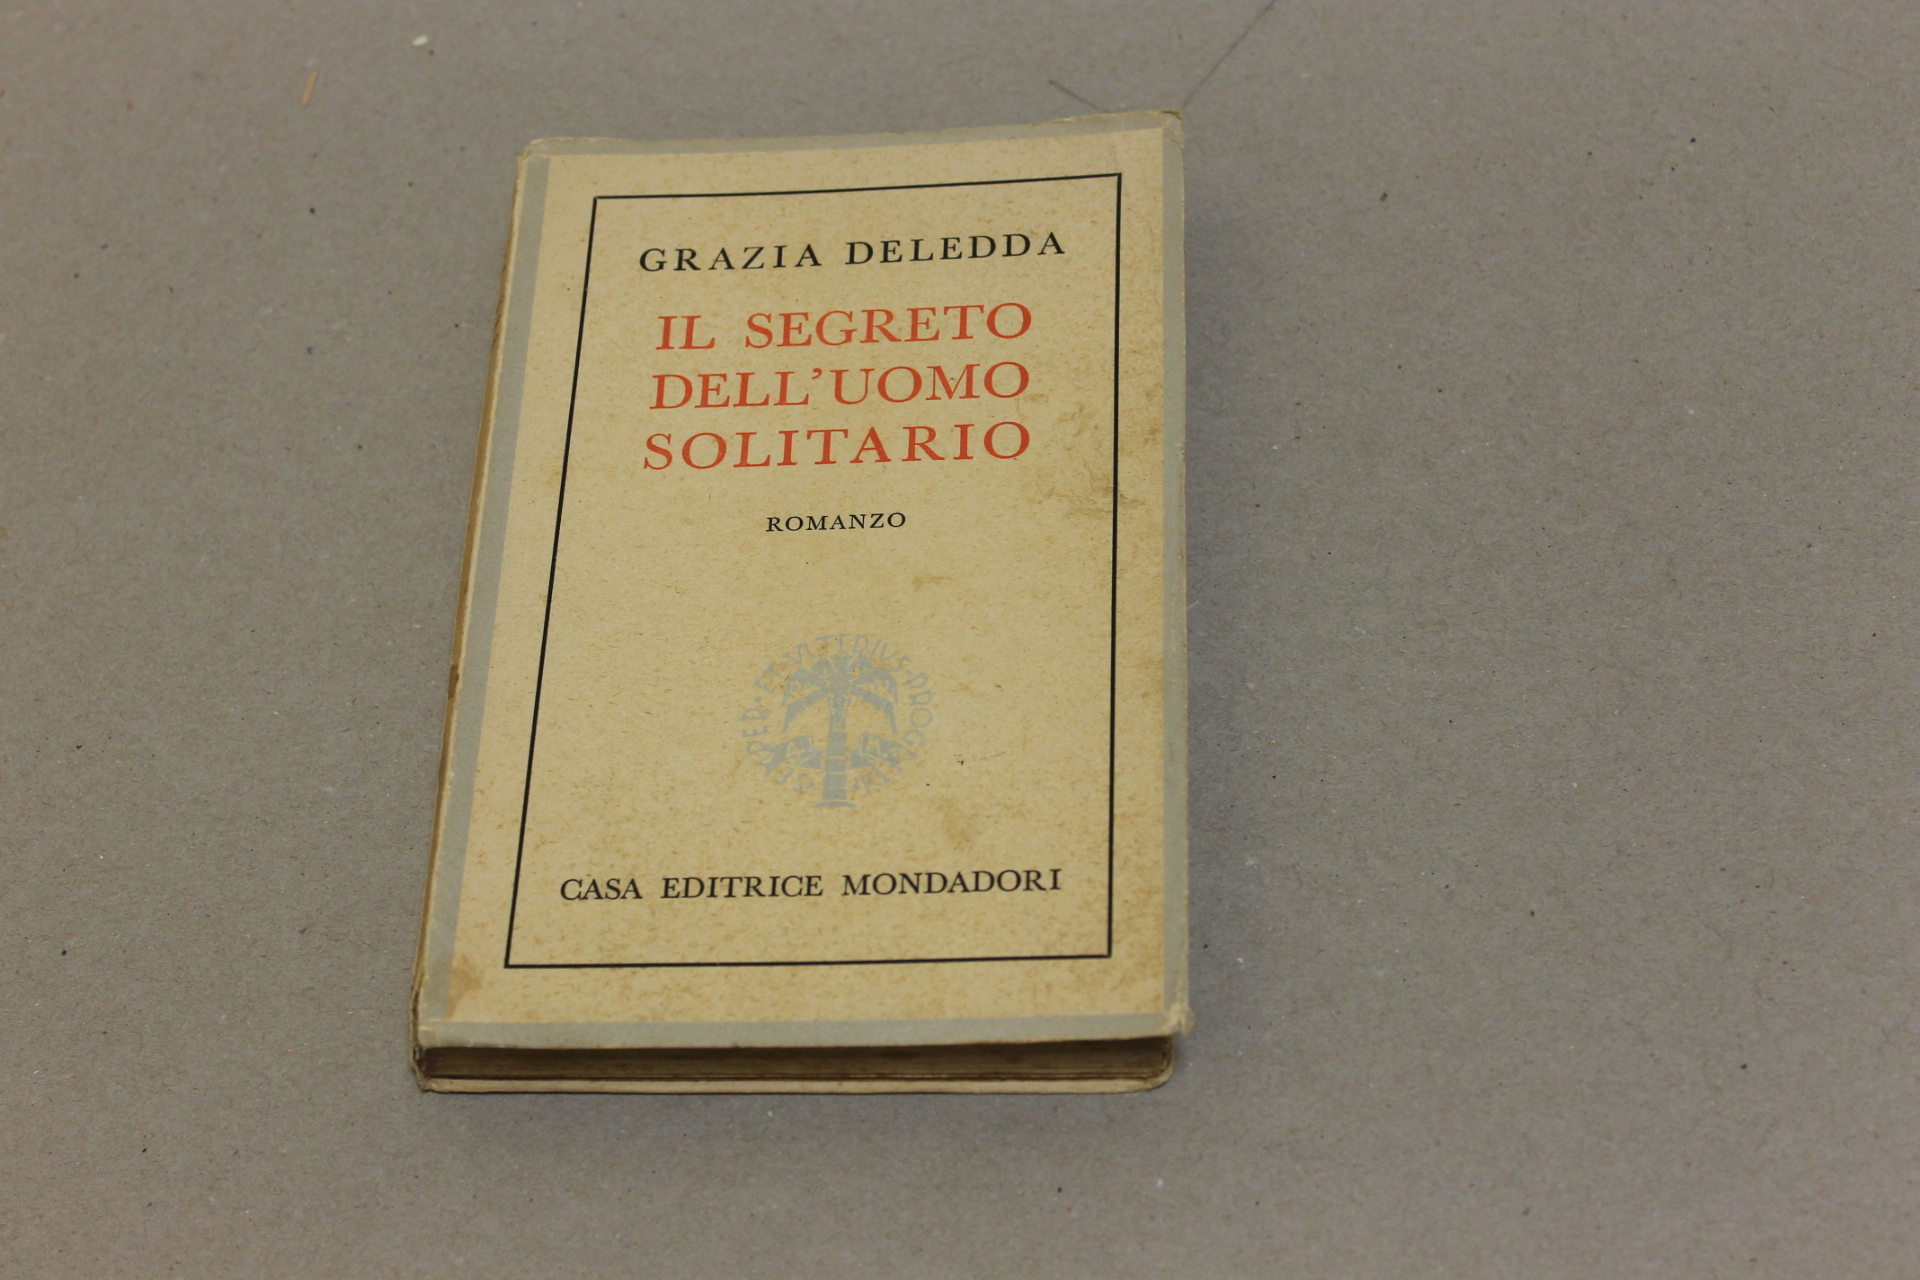 GRAZIA DELEDDA
IL SEGRETO
DELL'UOMO
SOLITARIO
ROMANZO
CASA EDITRICE MONDADORI